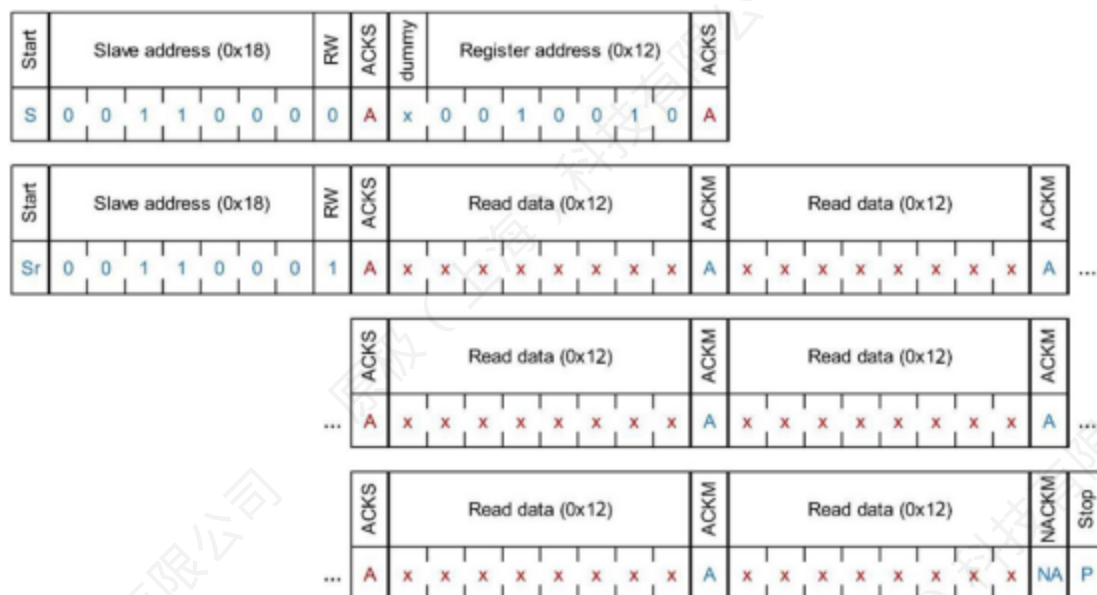 Start Slave address (0x18) RW ACKS dummy Register address (0x12) ACKS
S 0 0 1 1 0 0 0 0 A x 0 0 1 0 0 1 0 A
Start Slave address (0x18) RW ACKS Read data (0x12) ACKM Read data (0x12) ACKM
Sr 0 0 1 1 0 0 0 1 A x x x x x x x x A x x x x x x x x A ...
ACKS Read data (0x12) ACKM Read data (0x12) ACKM
... A x x x x x x x x A x x x x x x x x A ...
ACKS Read data (0x12) ACKM Read data (0x12) NACKM Stop
... A x x x x x x x x A x x x x x x x x NA P